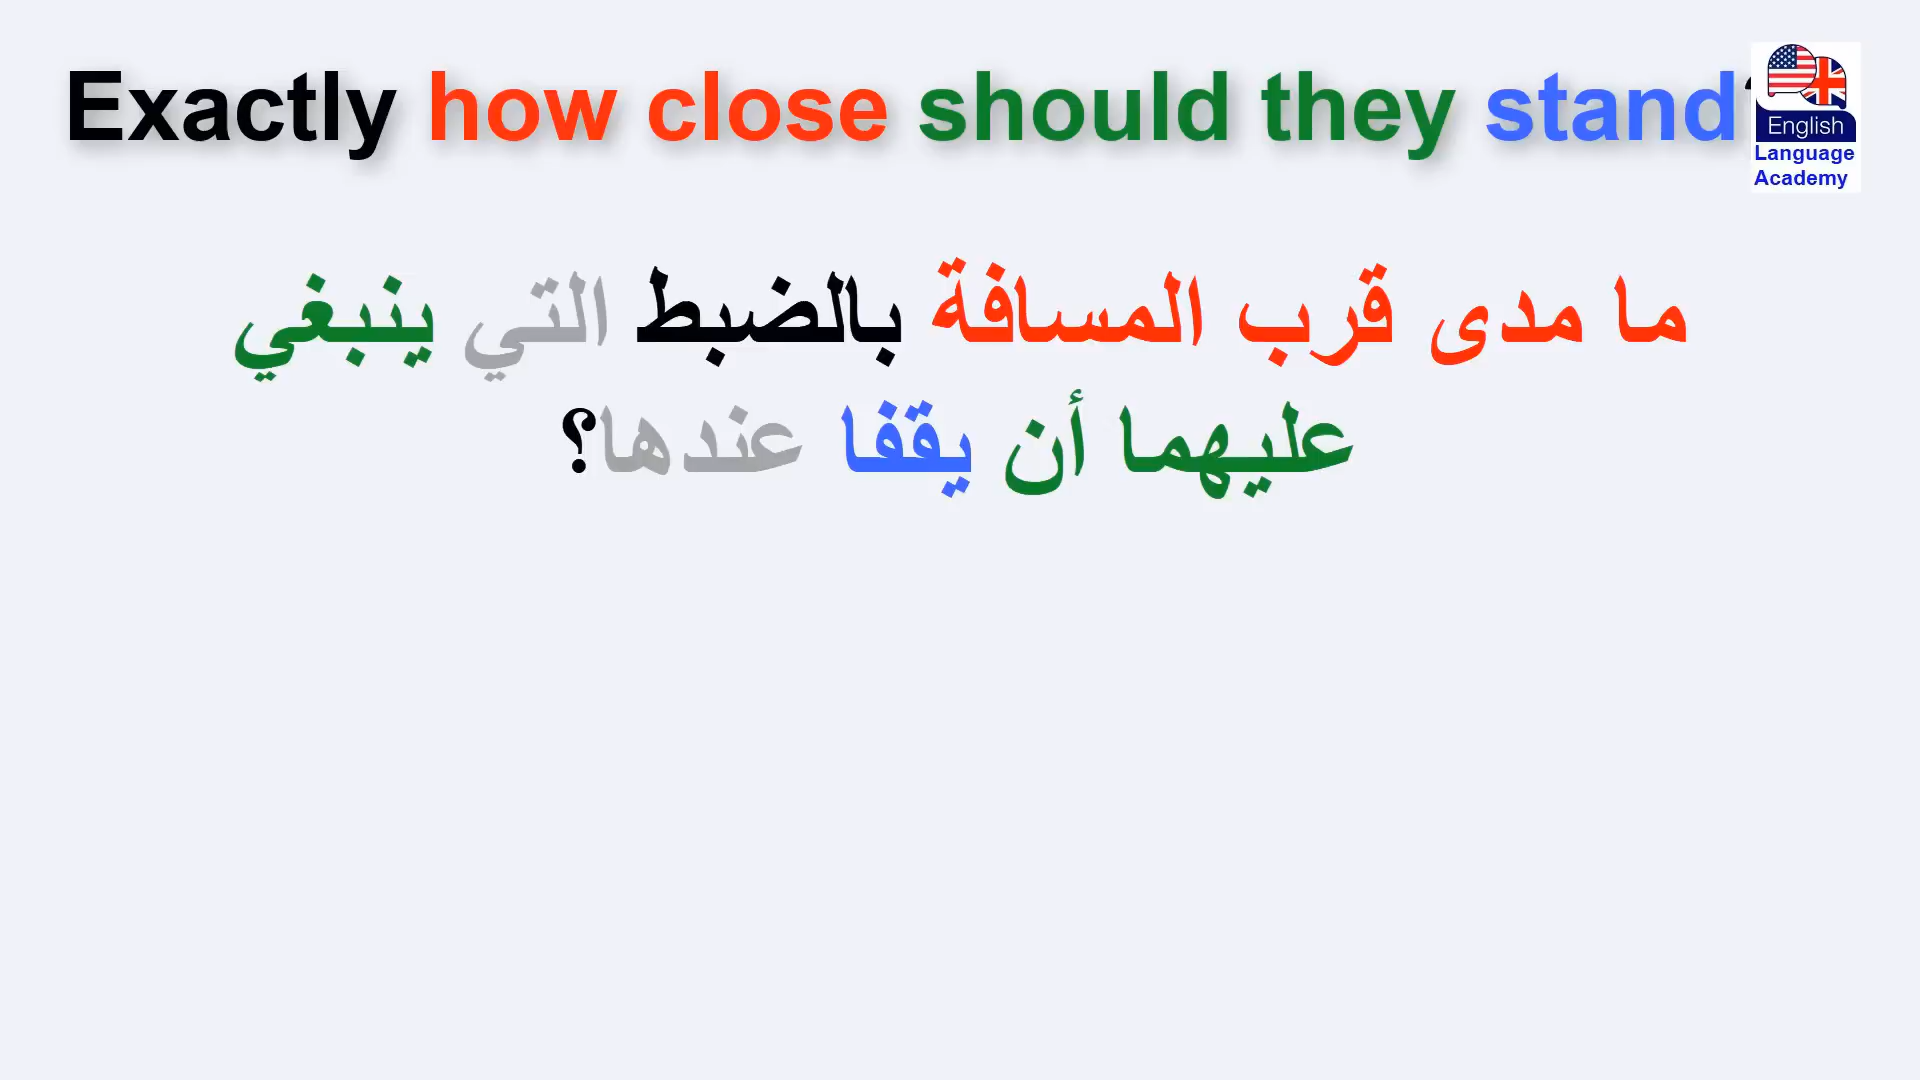 Exactly how close should they stand?
English
Language
Academy
ما مدى قرب المسافة بالضبط التي ينبغي
عليهما أن يقفا عندها؟